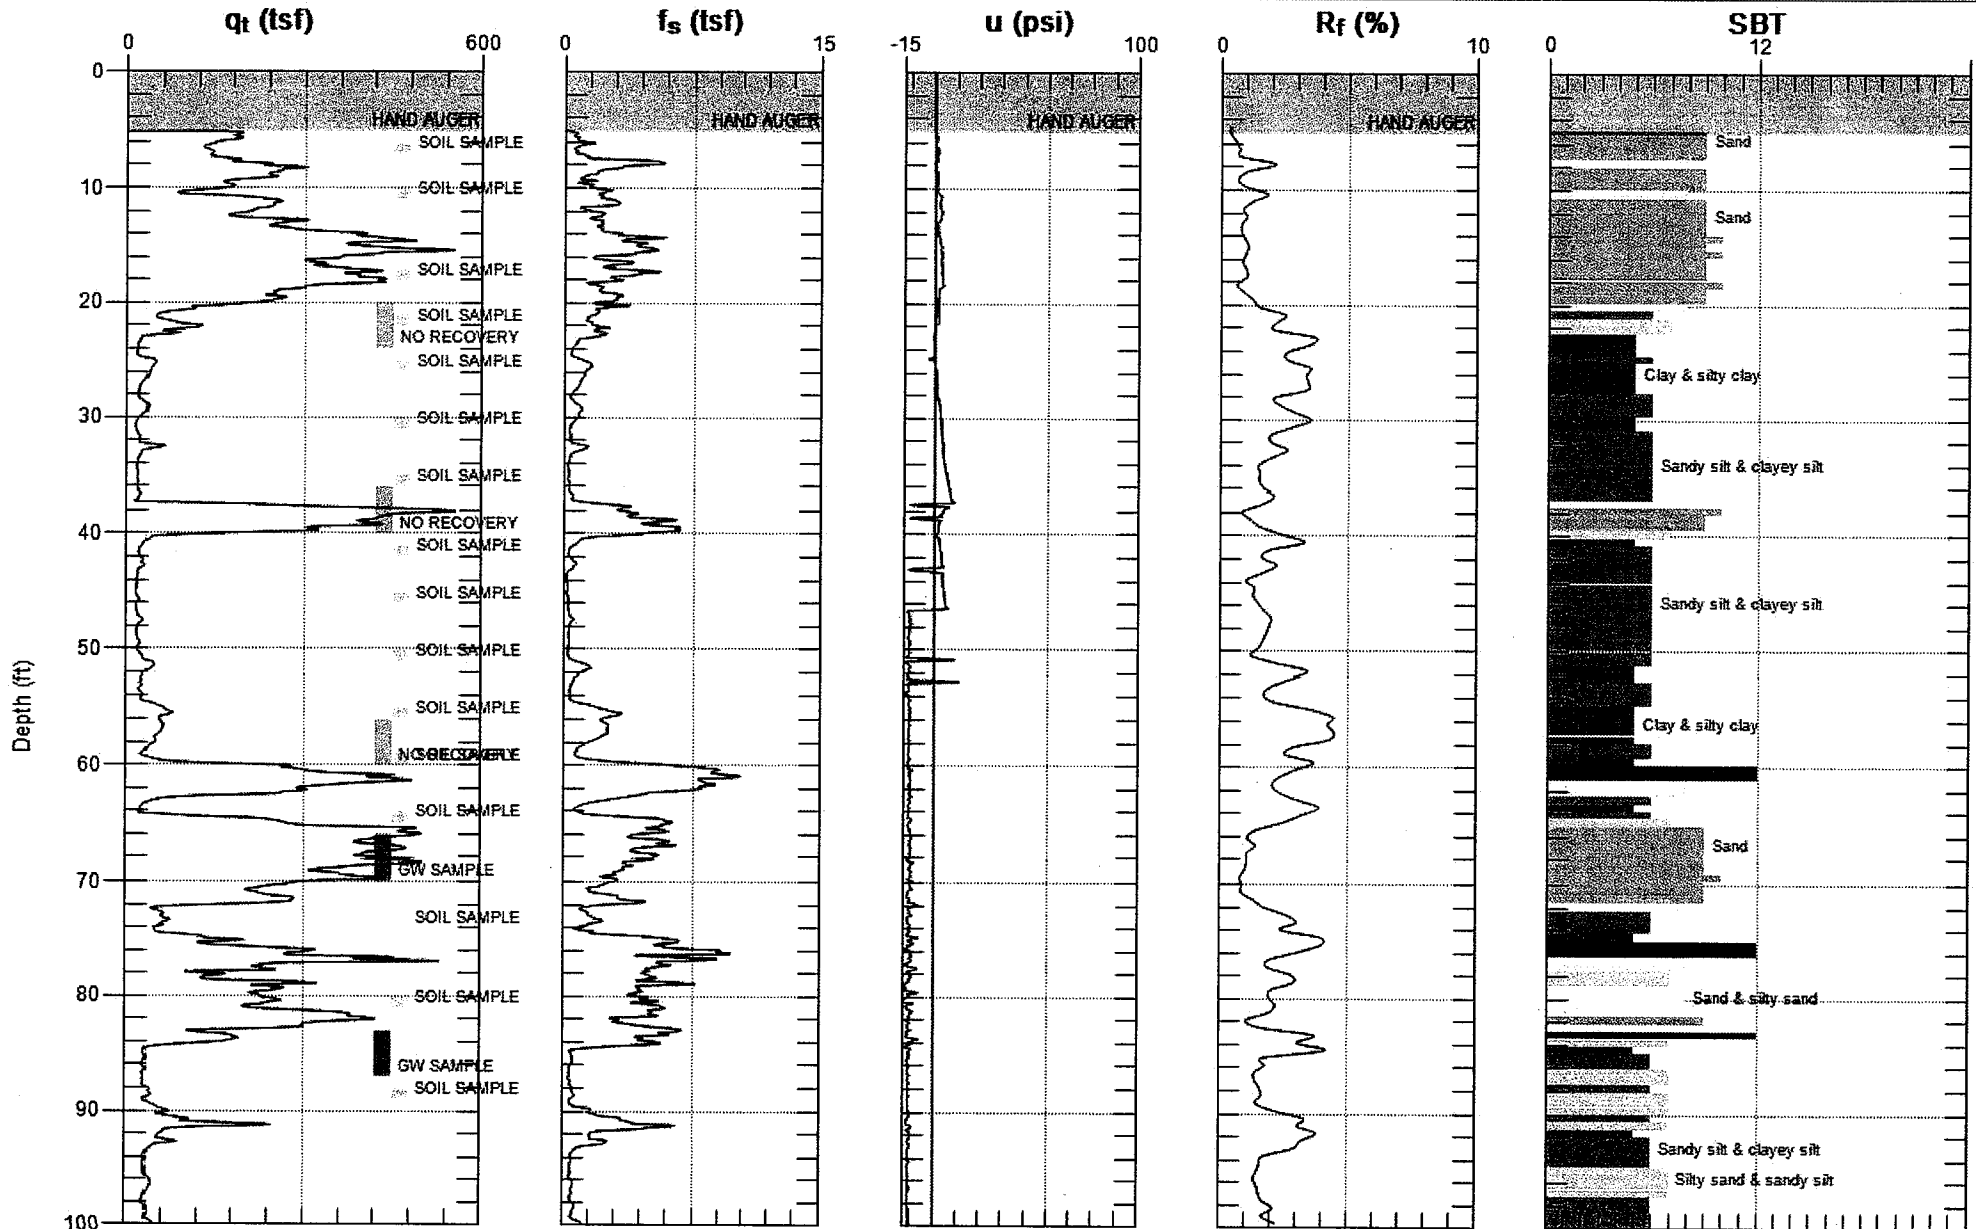 qt (tsf) fs (tsf) u (psi) Rf (%) SBT
0 600 0 15 -15 100 0 10 0 12
0
HAND AUGER HAND AUGER HAND AUGER HAND AUGER
SOIL SAMPLE Sand
10 SOIL SAMPLE
Sand
SOIL SAMPLE
20
SOIL SAMPLE
NO RECOVERY
SOIL SAMPLE
Clay & silty clay
30 SOIL SAMPLE
Sandy silt & clayey silt
SOIL SAMPLE
NO RECOVERY
40
SOIL SAMPLE
SOIL SAMPLE
Sandy silt & clayey silt
50 SOIL SAMPLE
SOIL SAMPLE
Clay & silty clay
Depth (ft)
60
SOIL SAMPLE
Sand
70 GW SAMPLE
SOIL SAMPLE
80 SOIL SAMPLE
Sand & silty sand
GW SAMPLE
SOIL SAMPLE
90
Sandy silt & clayey silt
Silty sand & sandy silt
100